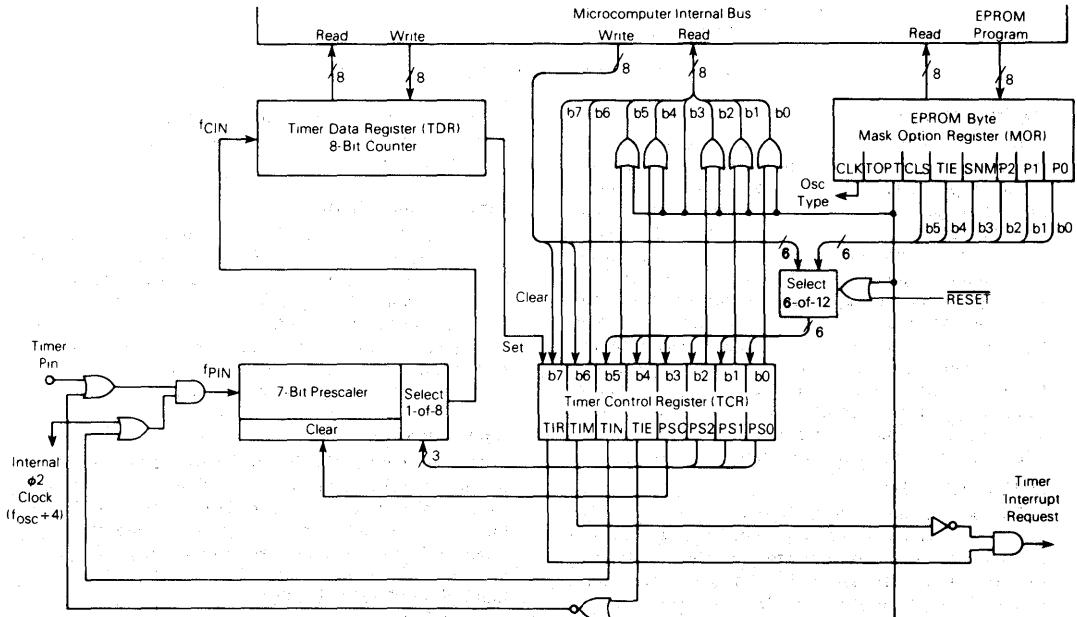 Microcomputer Internal Bus
EPROM
Program
Read
Write
Write
Read
Read
8
8
8
8
8
8
Timer Data Register (TDR)
8-Bit Counter
fCIN
b7
b6
b5
b4
b3
b2
b1
b0
EPROM Byte
Mask Option Register (MOR)
CLK TOPT CLS TIE SNM P2 P1 P0
Osc
Type
b5
b4
b3
b2
b1
b0
6
6
Select
6-of-12
RESET
6
Clear
Set
Timer
Pin
fPIN
7-Bit Prescaler
Select
1-of-8
Clear
3
b7 b6 b5 b4 b3 b2 b1 b0
Timer Control Register (TCR)
TIR TIM TIN TIE PSC PS2 PS1 PS0
Internal
φ2
Clock
(fosc÷4)
Timer
Interrupt
Request